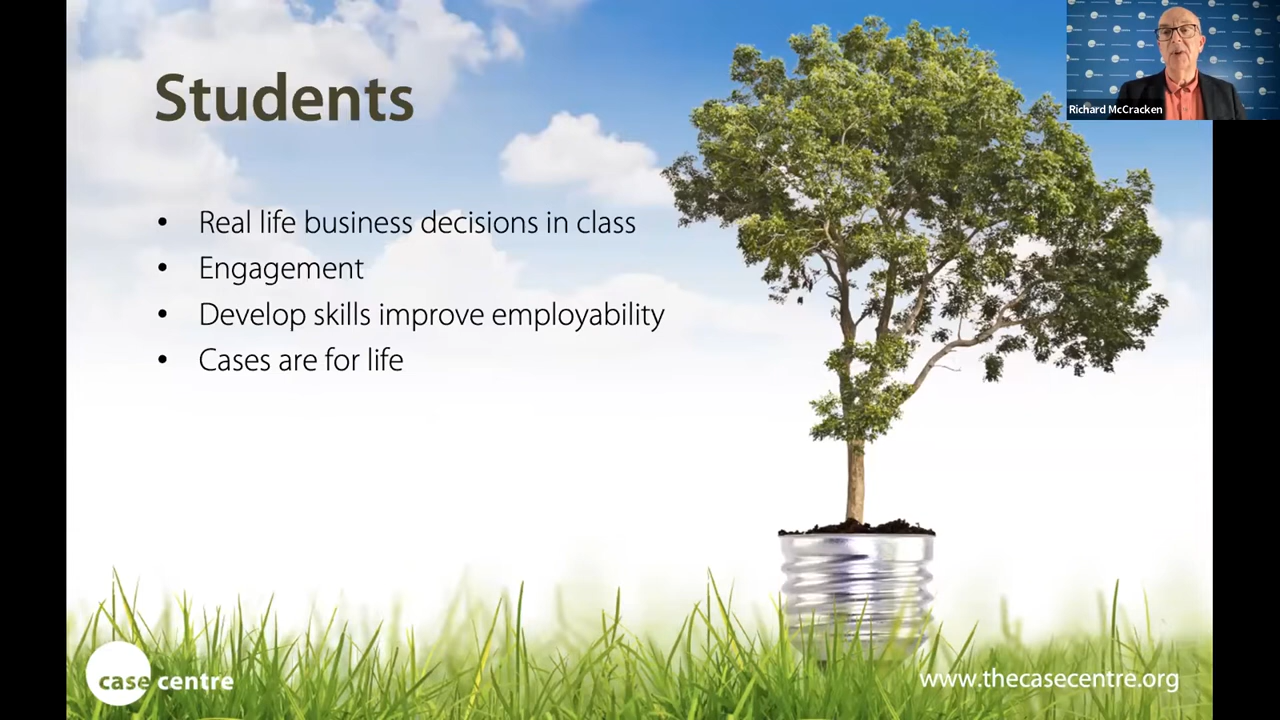 Students
• Real life business decisions in class
• Engagement
• Develop skills improve employability
• Cases are for life
Richard McCracken
case centre
www.thecasecentre.org